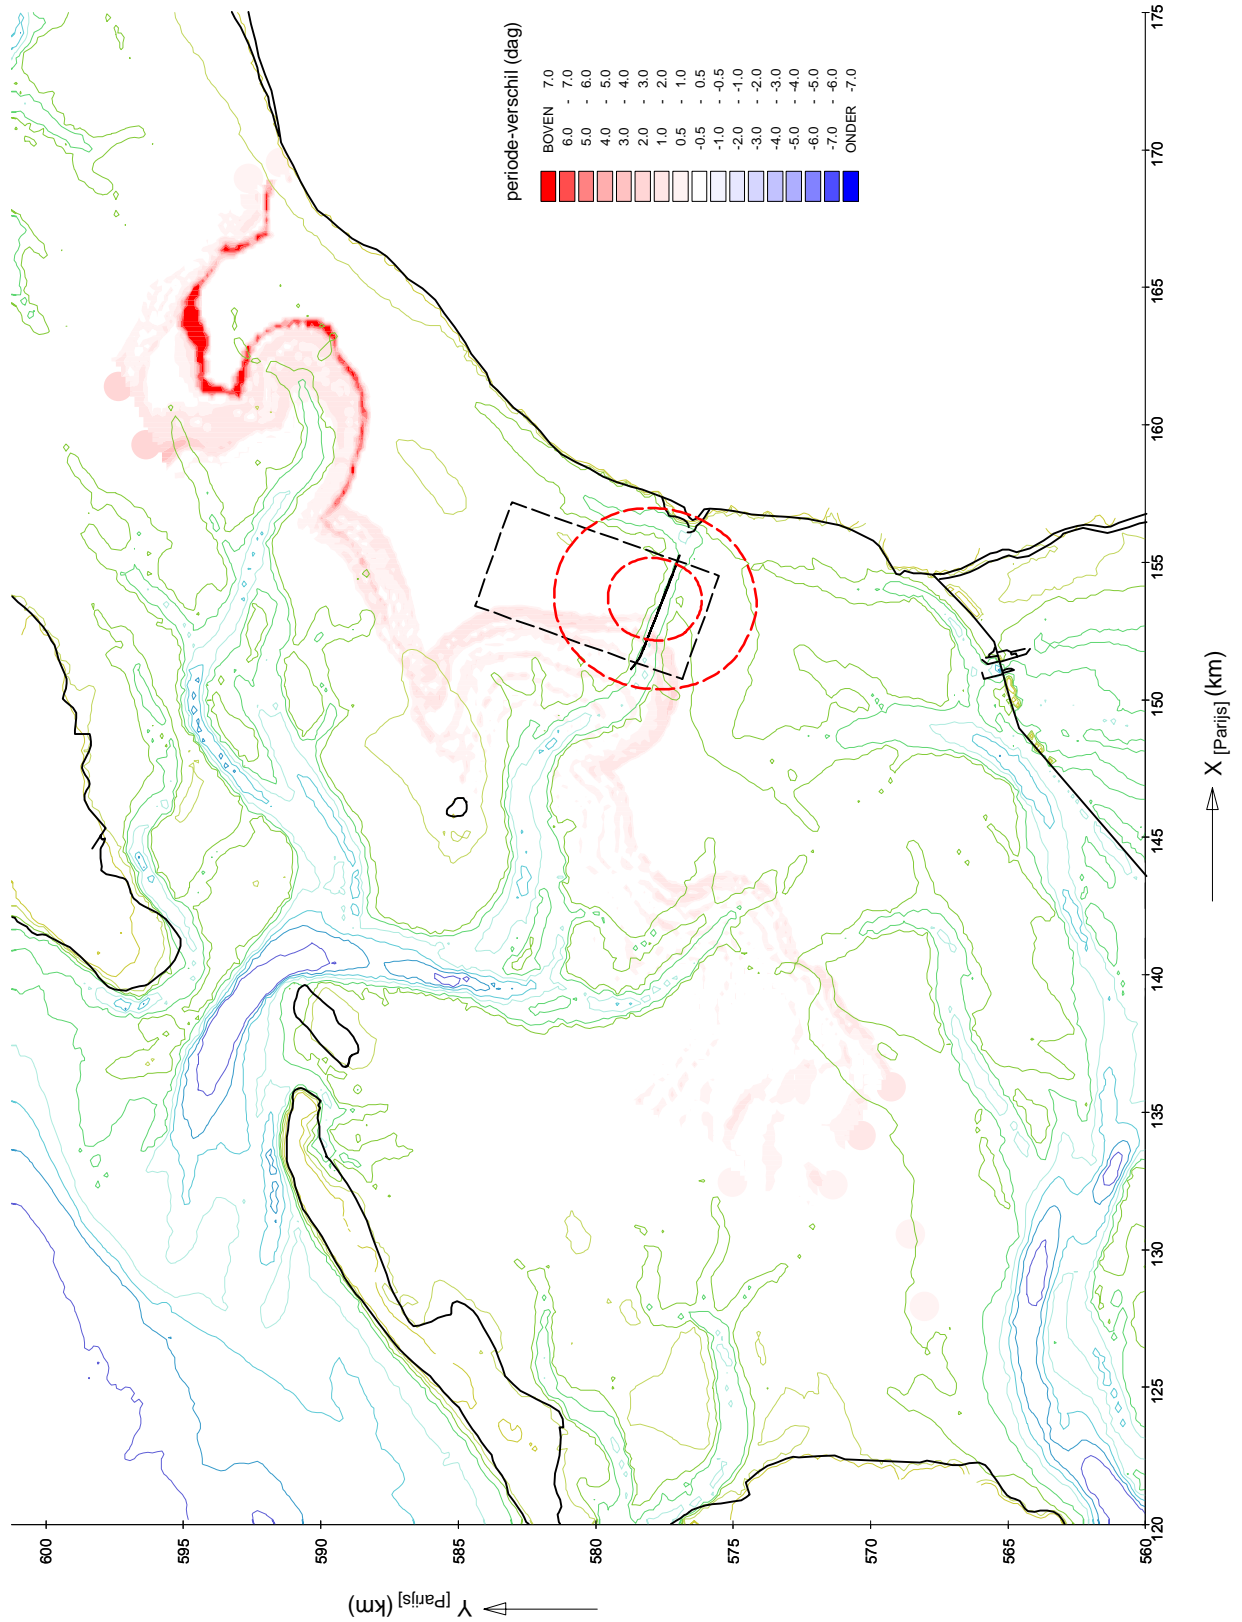 periode-verschil (dag)
BOVEN 7.0
6.0 - 7.0
5.0 - 6.0
4.0 - 5.0
3.0 - 4.0
2.0 - 3.0
1.0 - 2.0
0.5 - 1.0
-0.5 - 0.5
-1.0 - -0.5
-2.0 - -1.0
-3.0 - -2.0
-4.0 - -3.0
-5.0 - -4.0
-6.0 - -5.0
-7.0 - -6.0
ONDER -7.0
600
595
590
585
580
575
570
565
560
Y [Parijs] (km)
120
125
130
135
140
145
150
155
160
165
170
175
X [Parijs] (km)